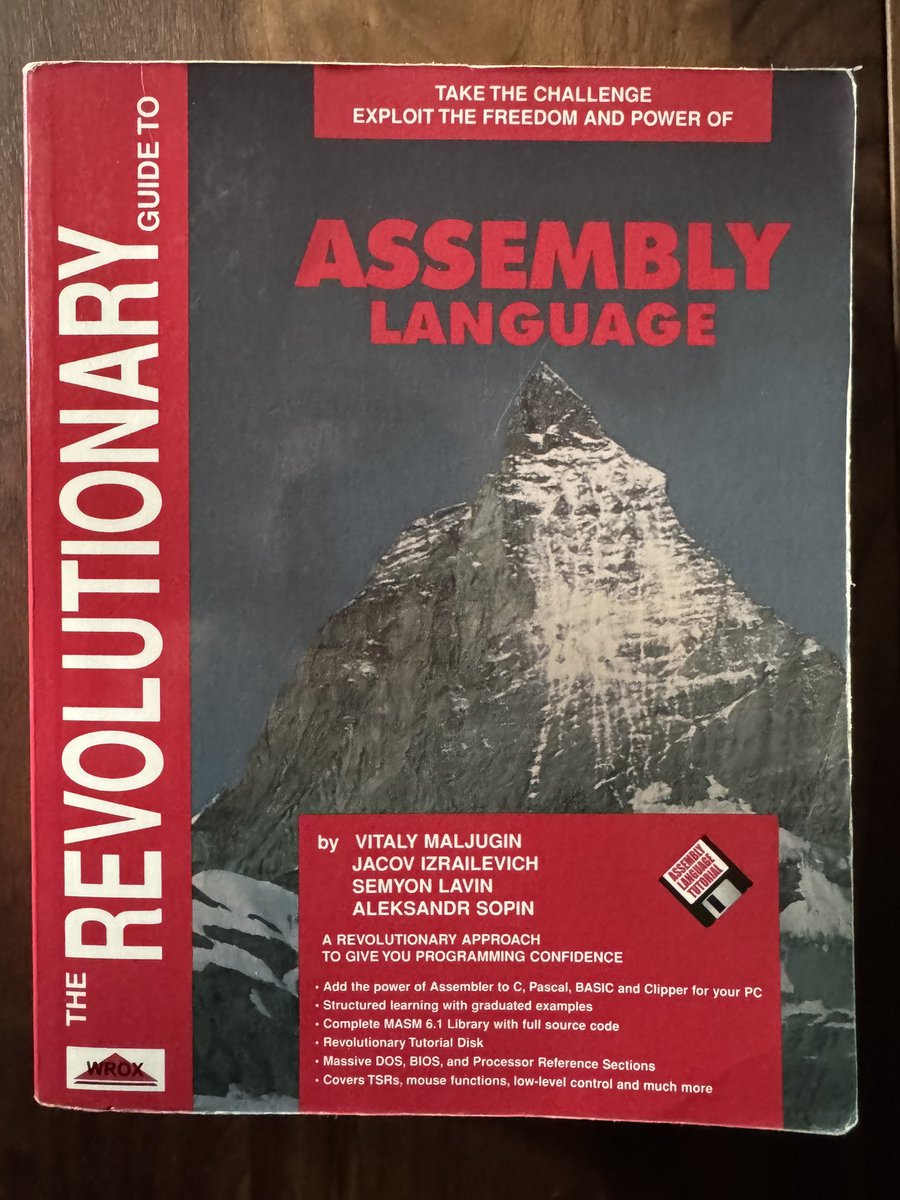 THE REVOLUTIONARY GUIDE TO
TAKE THE CHALLENGE
EXPLOIT THE FREEDOM AND POWER OF
ASSEMBLY
LANGUAGE
by VITALY MALJUGIN
JACOV IZRAILEVICH
SEMYON LAVIN
ALEKSANDR SOPIN
ASSEMBLY
LANGUAGE
TUTORIAL
A REVOLUTIONARY APPROACH
TO GIVE YOU PROGRAMMING CONFIDENCE
• Add the power of Assembler to C, Pascal, BASIC and Clipper for your PC
• Structured learning with graduated examples
• Complete MASM 6.1 Library with full source code
• Revolutionary Tutorial Disk
• Massive DOS, BIOS, and Processor Reference Sections
• Covers TSRs, mouse functions, low-level control and much more
WROX